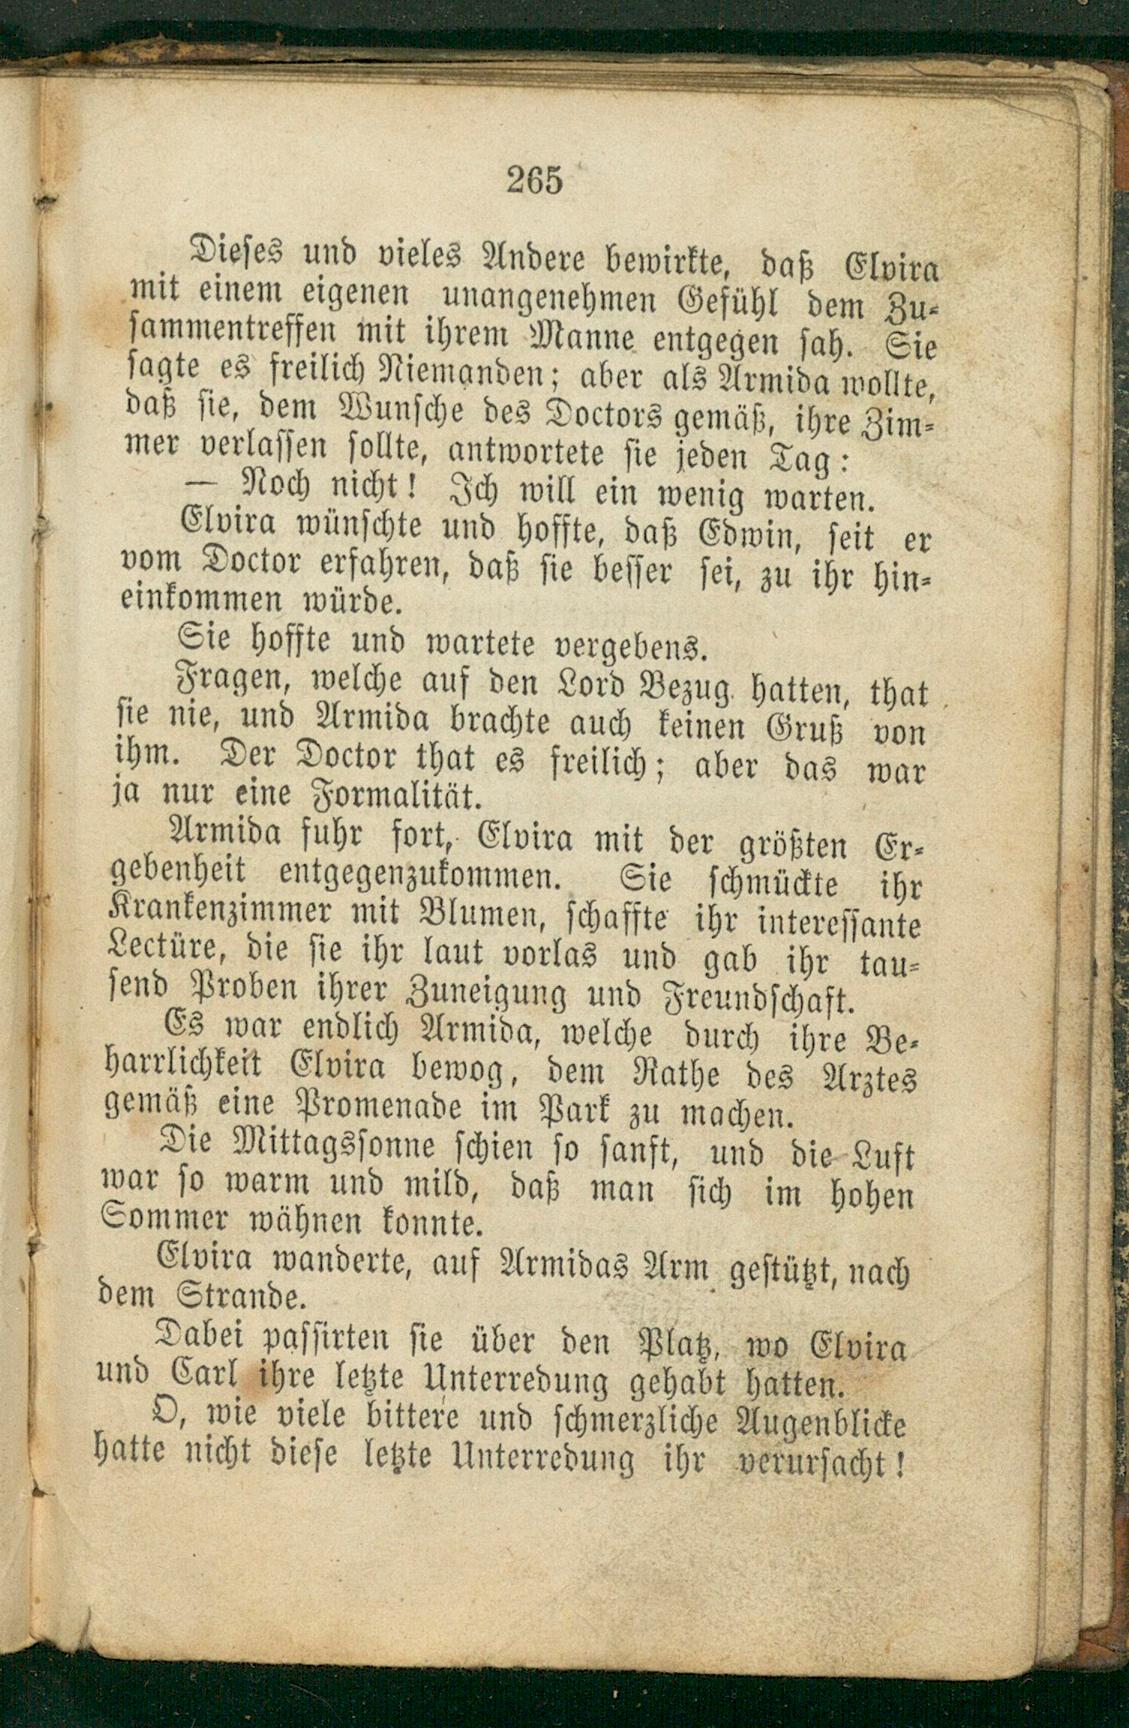 265
Dieses und vieles Andere bewirkte, daß Elvira
mit einem eigenen unangenehmen Gefühl dem Zu-
sammentreffen mit ihrem Manne entgegen sah. Sie
sagte es freilich Niemanden; aber als Armida wollte,
daß sie, dem Wunsche des Doctors gemäß, ihre Zim-
mer verlassen sollte, antwortete sie jeden Tag:
— Noch nicht! Ich will ein wenig warten.
Elvira wünschte und hoffte, daß Edwin, seit er
vom Doctor erfahren, daß sie besser sei, zu ihr hin-
einkommen würde.
Sie hoffte und wartete vergebens.
Fragen, welche auf den Lord Bezug hatten, that
sie nie, und Armida brachte auch keinen Gruß von
ihm. Der Doctor that es freilich; aber das war
ja nur eine Formalität.
Armida fuhr fort, Elvira mit der größten Er-
gebenheit entgegenzukommen. Sie schmückte ihr
Krankenzimmer mit Blumen, schaffte ihr interessante
Lectüre, die sie ihr laut vorlas und gab ihr tau-
send Proben ihrer Zuneigung und Freundschaft.
Es war endlich Armida, welche durch ihre Be-
harrlichkeit Elvira bewog, dem Rathe des Arztes
gemäß eine Promenade im Park zu machen.
Die Mittagssonne schien so sanft, und die Luft
war so warm und mild, daß man sich im hohen
Sommer wähnen konnte.
Elvira wanderte, auf Armidas Arm gestützt, nach
dem Strande.
Dabei passirten sie über den Platz, wo Elvira
und Carl ihre letzte Unterredung gehabt hatten.
O, wie viele bittere und schmerzliche Augenblicke
hatte nicht diese letzte Unterredung ihr verursacht!